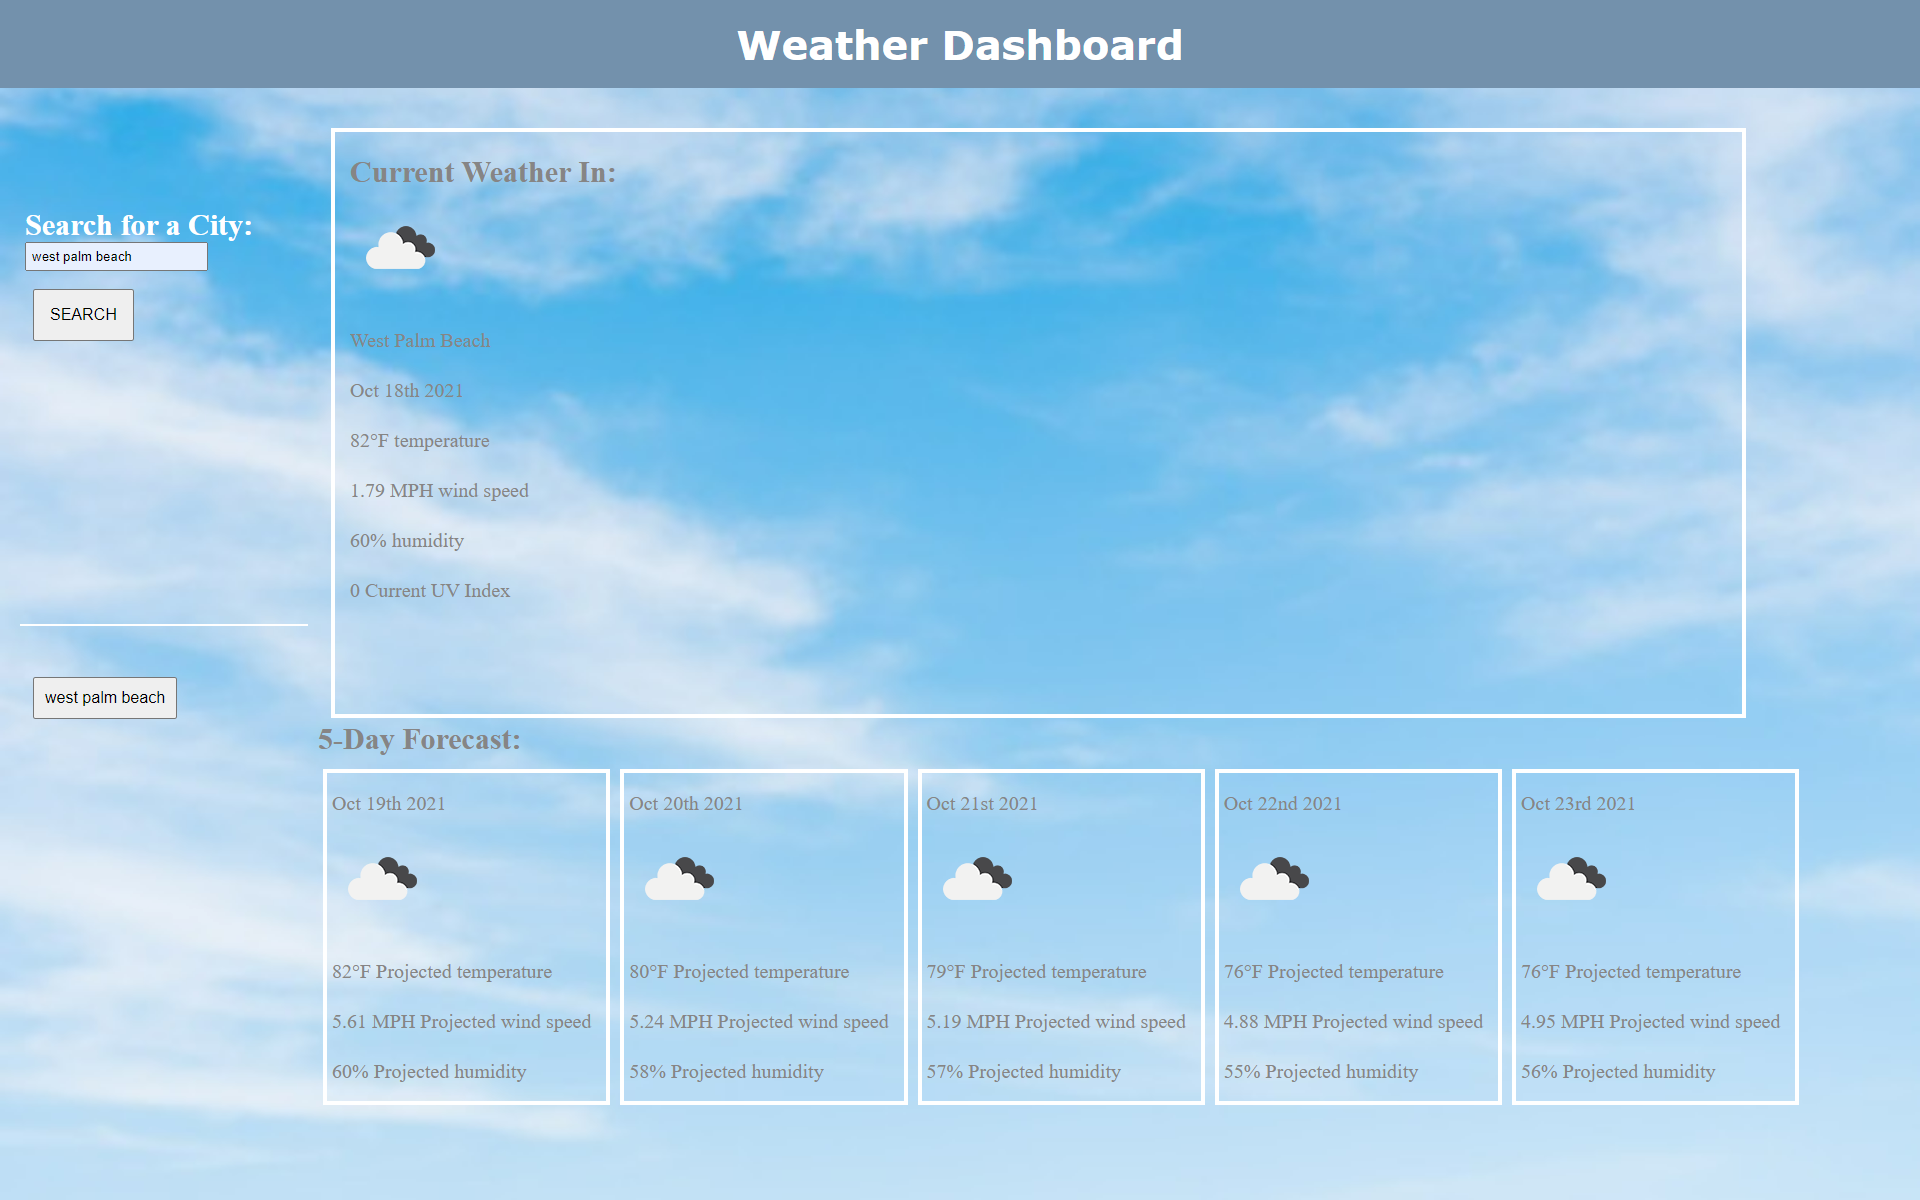 Weather Dashboard
Search for a City:
west palm beach
SEARCH
west palm beach
Current Weather In:
West Palm Beach
Oct 18th 2021
82°F temperature
1.79 MPH wind speed
60% humidity
0 Current UV Index
5-Day Forecast:
Oct 19th 2021
82°F Projected temperature
5.61 MPH Projected wind speed
60% Projected humidity
Oct 20th 2021
80°F Projected temperature
5.24 MPH Projected wind speed
58% Projected humidity
Oct 21st 2021
79°F Projected temperature
5.19 MPH Projected wind speed
57% Projected humidity
Oct 22nd 2021
76°F Projected temperature
4.88 MPH Projected wind speed
55% Projected humidity
Oct 23rd 2021
76°F Projected temperature
4.95 MPH Projected wind speed
56% Projected humidity